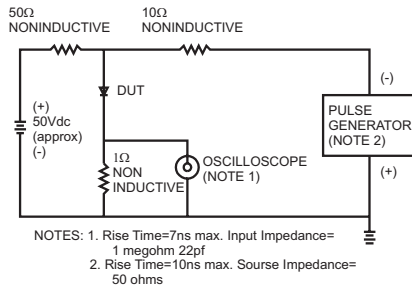 50Ω
NONINDUCTIVE
10Ω
NONINDUCTIVE
(+)
50Vdc
(approx)
(-)
DUT
1Ω
NON
INDUCTIVE
OSCILLOSCOPE
(NOTE 1)
(-)
PULSE
GENERATOR
(NOTE 2)
(+)
NOTES: 1. Rise Time=7ns max. Input Impedance=
1 megohm 22pf
2. Rise Time=10ns max. Sourse Impedance=
50 ohms